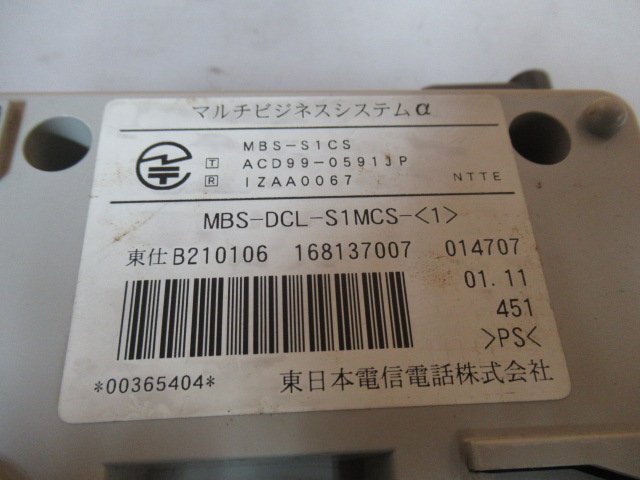 マルチビジネスシステムα
MBS-S1CS
T ACD99-0591JP
R IZAA0067 NTTE
MBS-DCL-S1MCS-<1>
東仕B210106 168137007 014707
01.11
451
>PS<
*00365404* 東日本電信電話株式会社